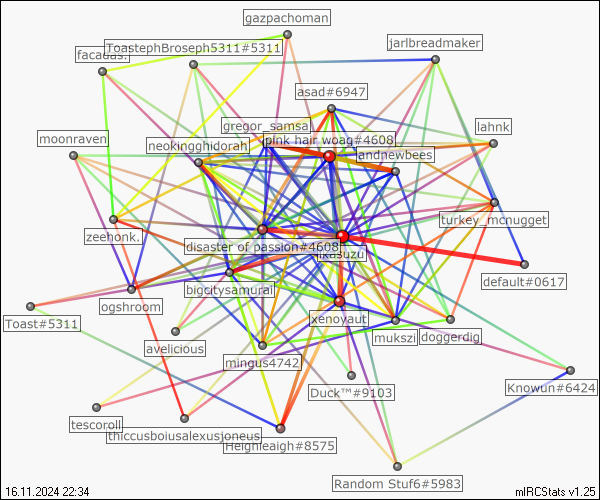 gazpachoman
facadas.
ToastephBroseph5311#5311
jarlbreadmaker
asad#6947
gregor_samsa
lahnk
moonraven
neokingghidorah
pink hair woag#4608
andnewbees
turkey_mcnugget
zeehonk.
disaster of passion#4608
ikasuzu
default#0617
bigcitysamurai
ogshroom
xenoyaut
Toast#5311
avelicious
mukszi
doggerdig
mingus4742
Duck™#9103
Knowun#6424
tescoroll
thiccusboiusalexusjoneus
Heighleaigh#8575
Random Stuf6#5983
16.11.2024 22:34
mIRCStats v1.25